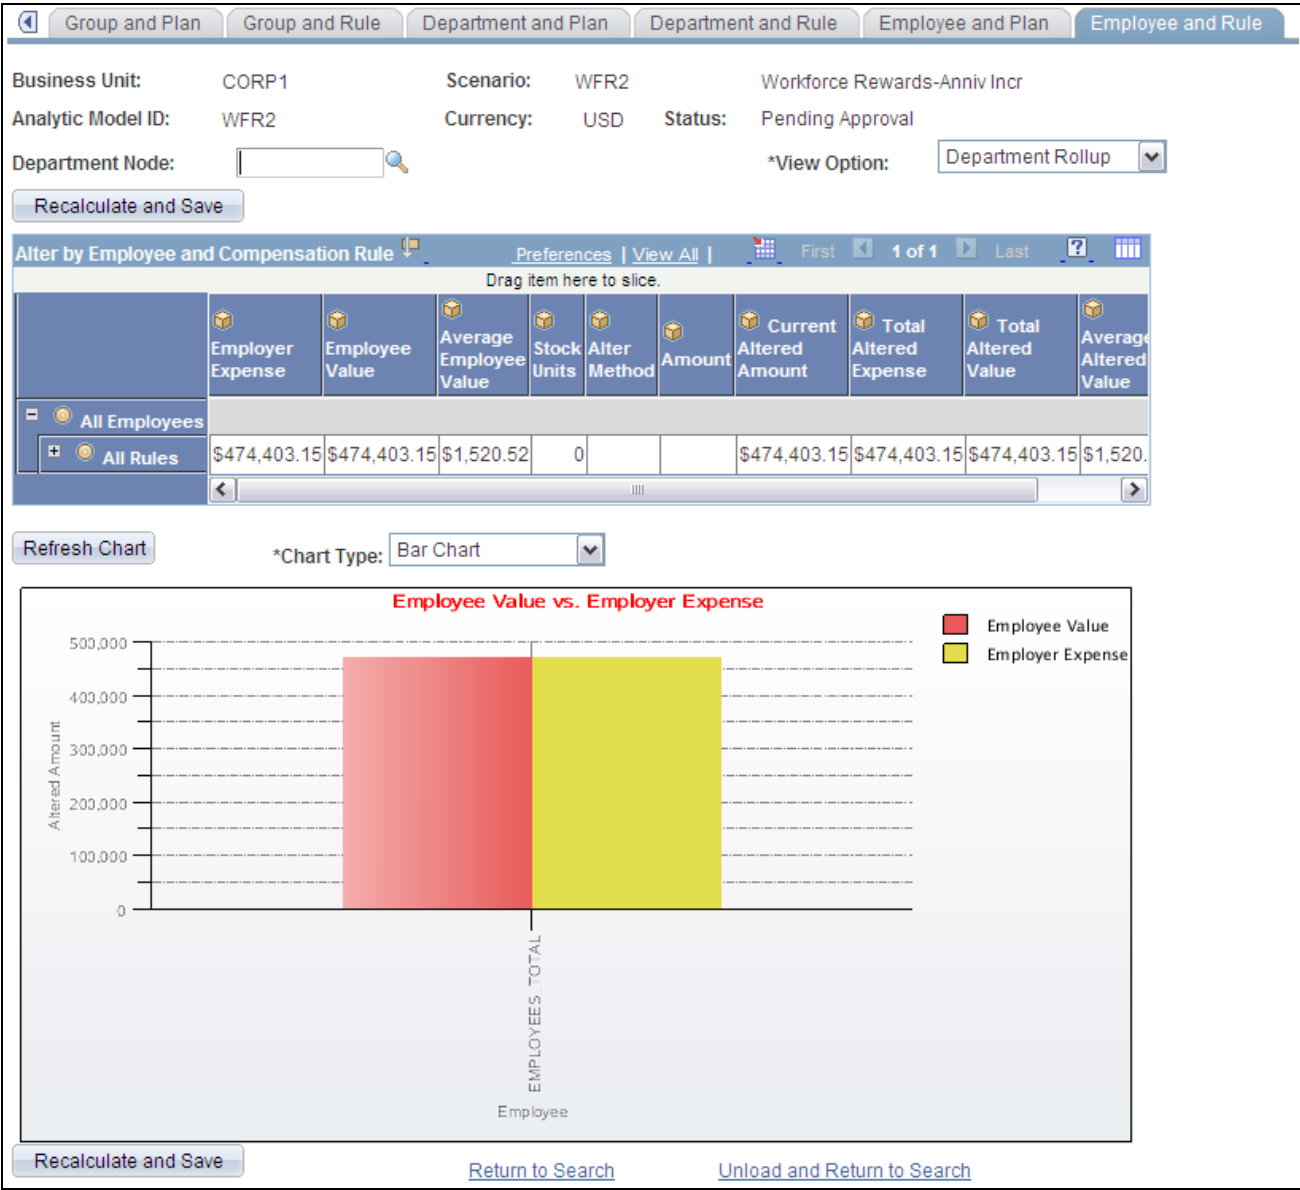 Group and Plan Group and Rule Department and Plan Department and Rule Employee and Plan Employee and Rule
Business Unit: CORP1 Scenario: WFR2 Workforce Rewards-Anniv Incr
Analytic Model ID: WFR2 Currency: USD Status: Pending Approval
Department Node: *View Option: Department Rollup
Recalculate and Save
Alter by Employee and Compensation Rule Preferences | View All | First 1 of 1 Last ?
Drag item here to slice.
Employer Expense Employee Value Average Employee Value Stock Units Alter Method Amount Current Altered Amount Total Altered Expense Total Altered Value Average Altered Value
All Employees
All Rules $474,403.15 $474,403.15 $1,520.52 0 $474,403.15 $474,403.15 $474,403.15 $1,520.
Refresh Chart *Chart Type: Bar Chart
Employee Value vs. Employer Expense
Employee Value
Employer Expense
500,000
400,000
300,000
200,000
100,000
0
Altered Amount
EMPLOYEES_TOTAL
Employee
Recalculate and Save Return to Search Unload and Return to Search